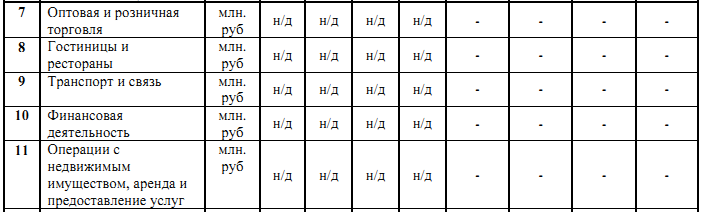 7 Оптовая и розничная торговля млн. руб н/д н/д н/д н/д - - - -
8 Гостиницы и рестораны млн. руб н/д н/д н/д н/д - - - -
9 Транспорт и связь млн. руб н/д н/д н/д н/д - - - -
10 Финансовая деятельность млн. руб н/д н/д н/д н/д - - - -
11 Операции с недвижимым имуществом, аренда и предоставление услуг млн. руб н/д н/д н/д н/д - - - -